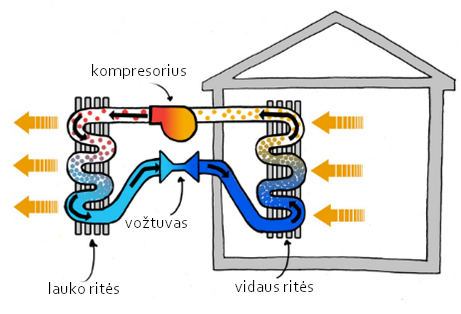 kompresorius
vožtuvas
lauko ritės
vidaus ritės